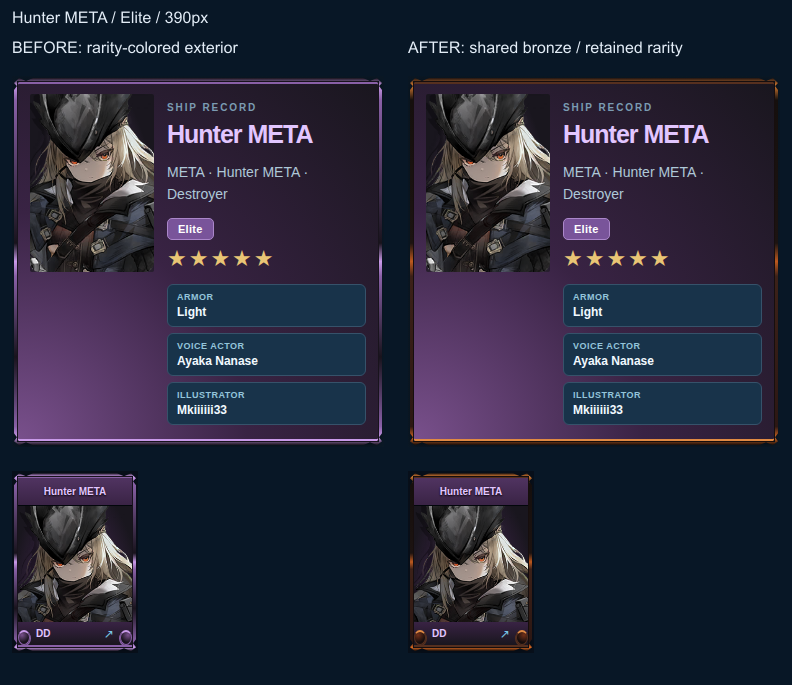 Hunter META / Elite / 390px
BEFORE: rarity-colored exterior
AFTER: shared bronze / retained rarity
SHIP RECORD
Hunter META
META · Hunter META ·
Destroyer
Elite
★★★★★
ARMOR
Light
VOICE ACTOR
Ayaka Nanase
ILLUSTRATOR
Mkiiiiii33
SHIP RECORD
Hunter META
META · Hunter META ·
Destroyer
Elite
★★★★★
ARMOR
Light
VOICE ACTOR
Ayaka Nanase
ILLUSTRATOR
Mkiiiiii33
Hunter META
DD ↗
Hunter META
DD ↗